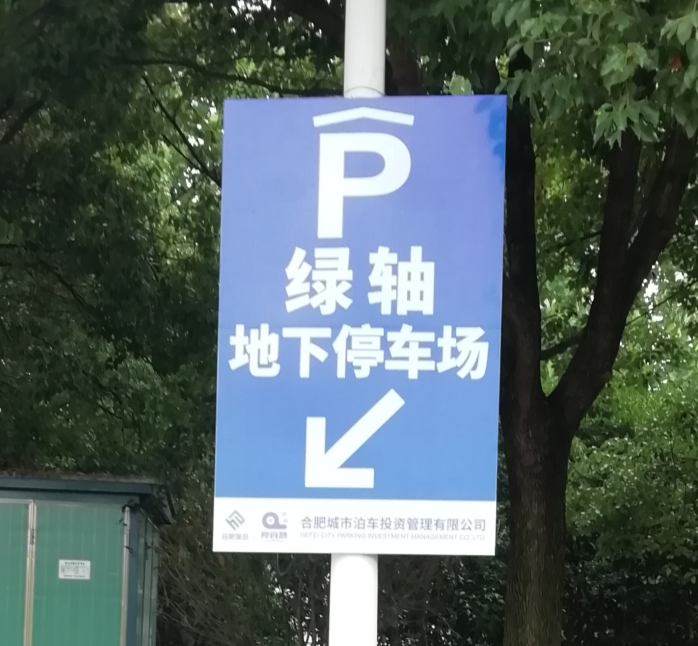 P
绿轴
地下停车场
合肥城市泊车投资管理有限公司
HEFEI CITY PARKING INVESTMENT MANAGEMENT CO.,LTD